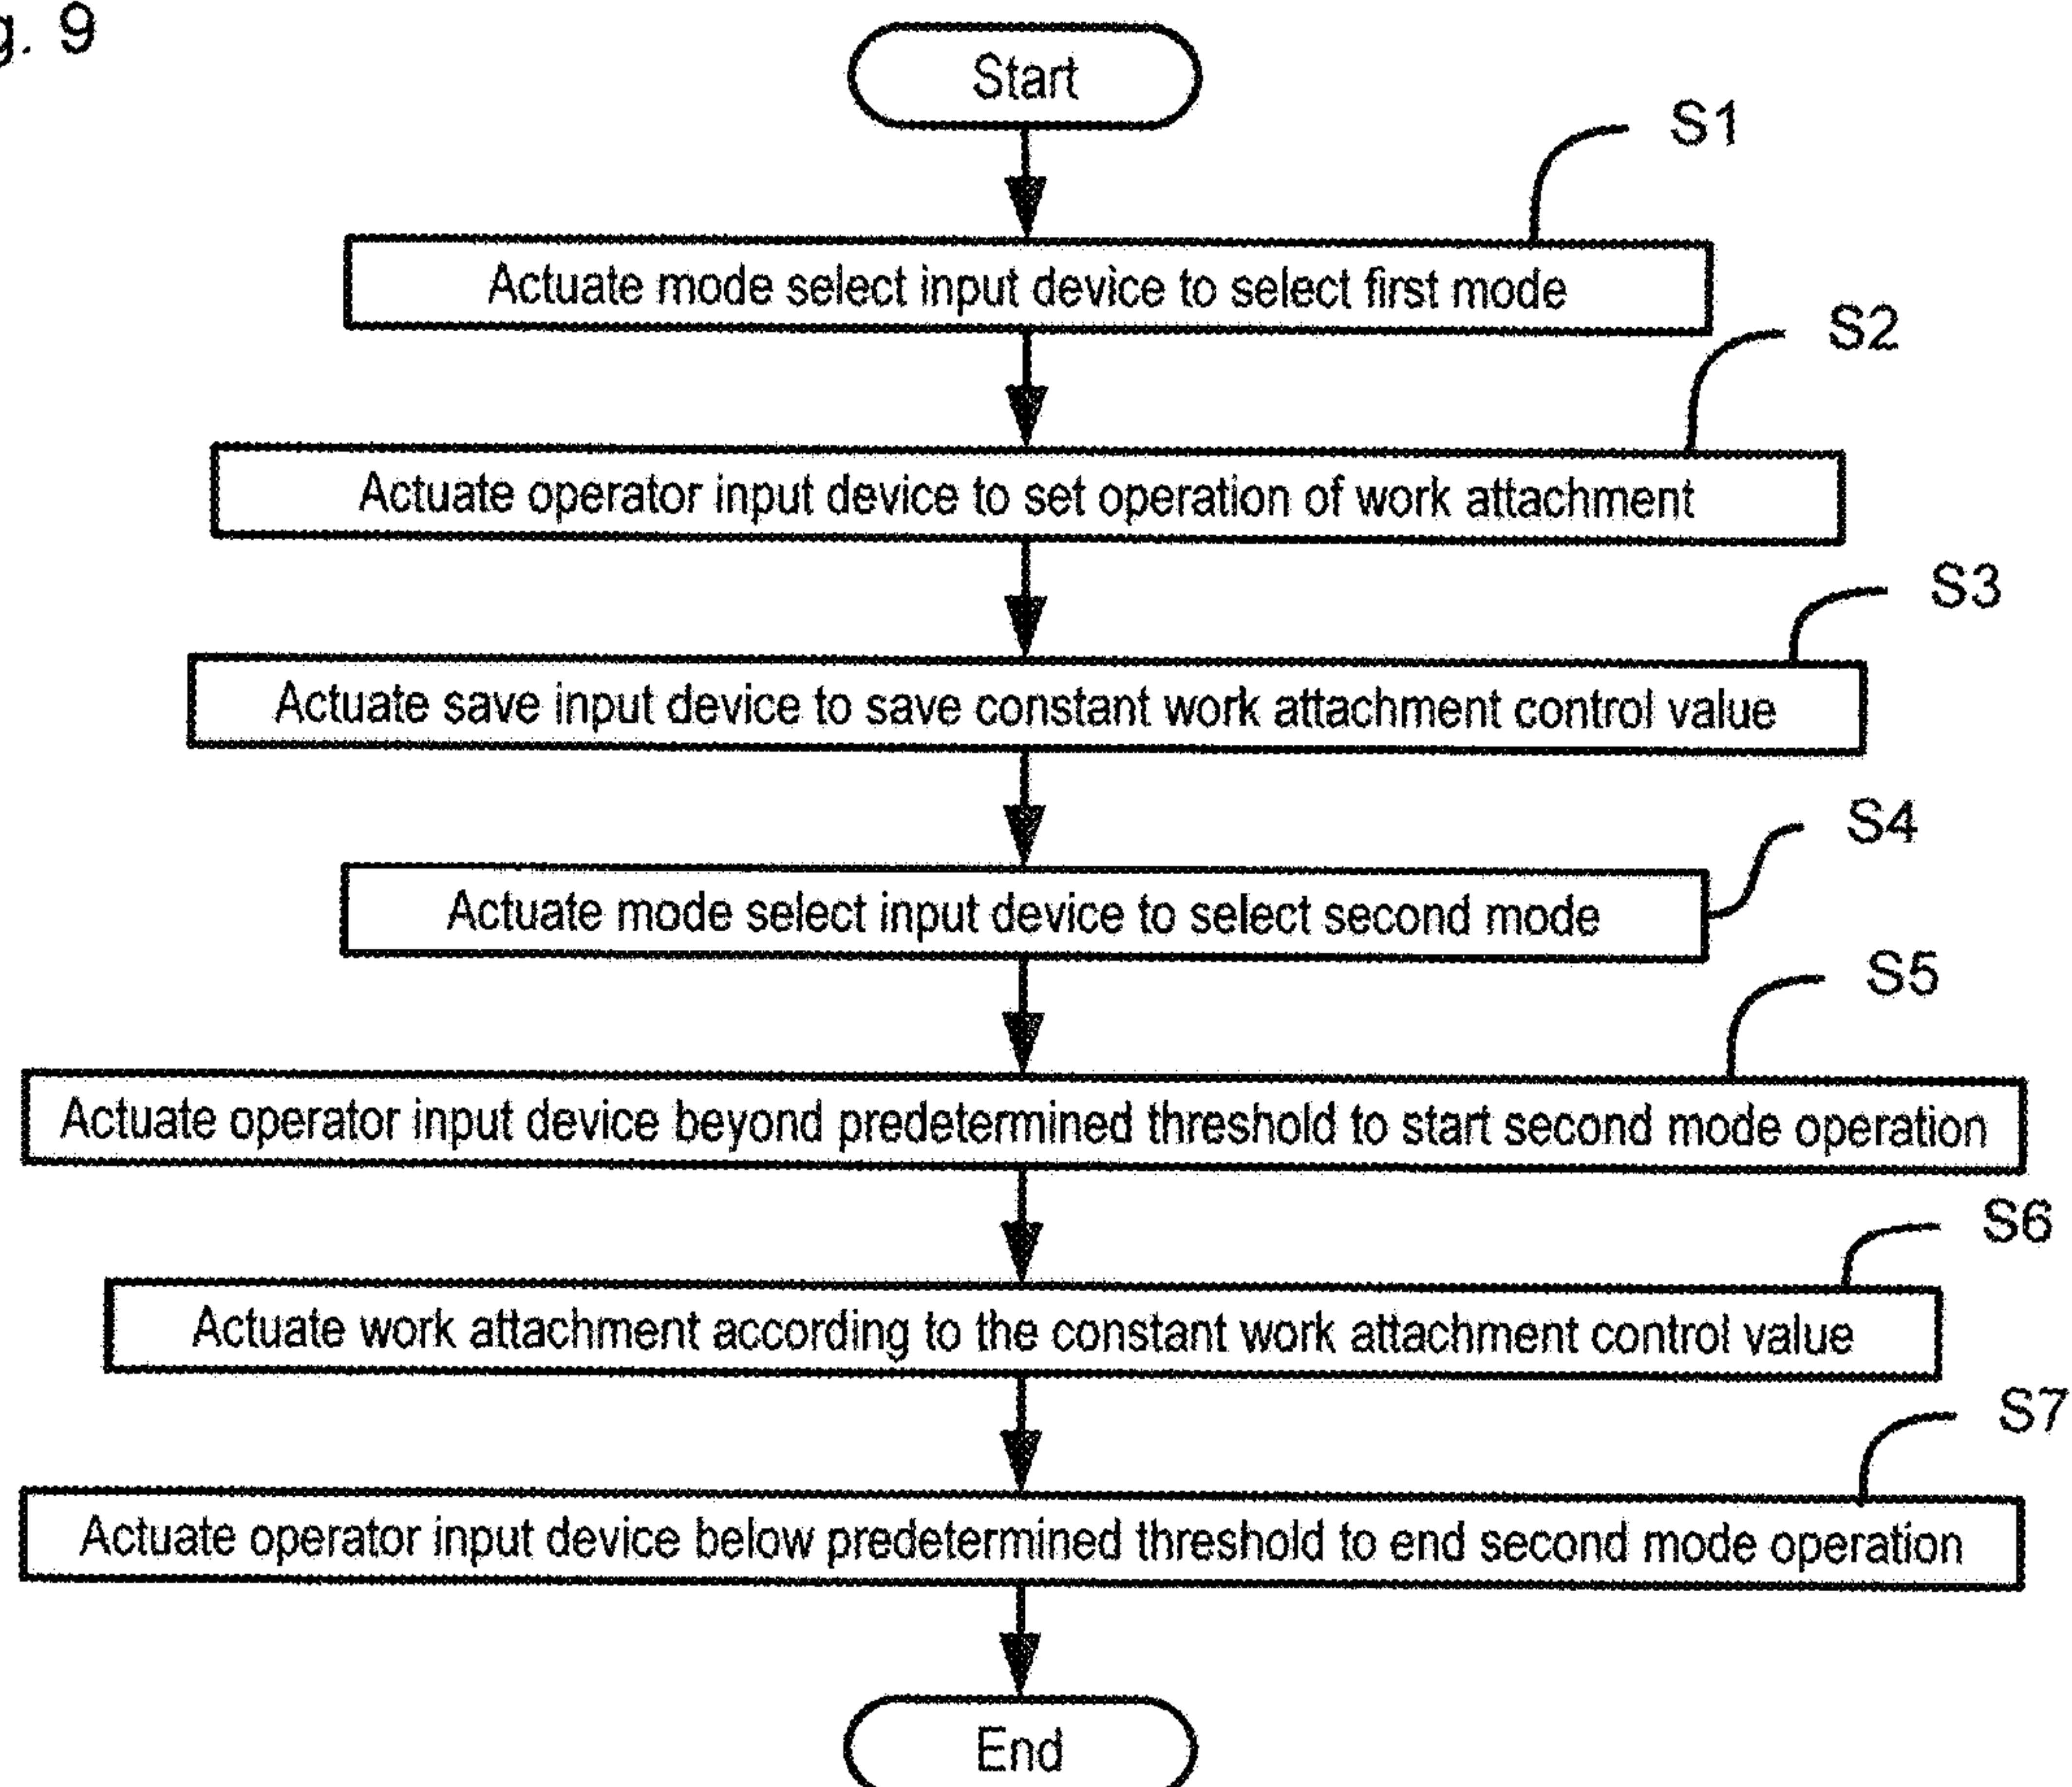 g. 9
Start
S1
Actuate mode select input device to select first mode
S2
Actuate operator input device to set operation of work attachment
S3
Actuate save input device to save constant work attachment control value
S4
Actuate mode select input device to select second mode
S5
Actuate operator input device beyond predetermined threshold to start second mode operation
S6
Actuate work attachment according to the constant work attachment control value
S7
Actuate operator input device below predetermined threshold to end second mode operation
End